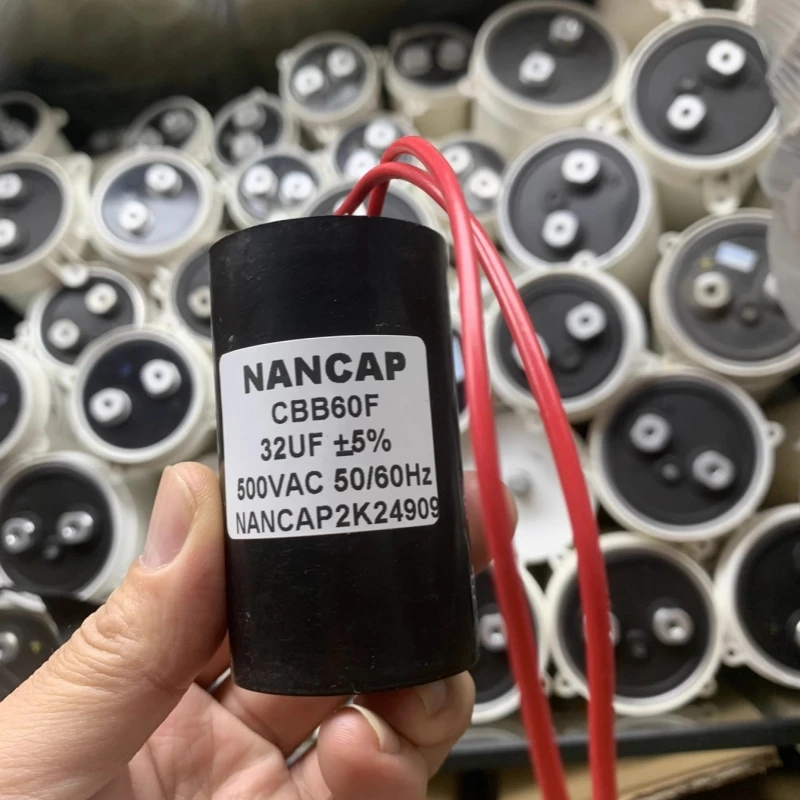 NANCAP
CBB60F
32UF ±5%
500VAC 50/60Hz
NANCAP2K24909